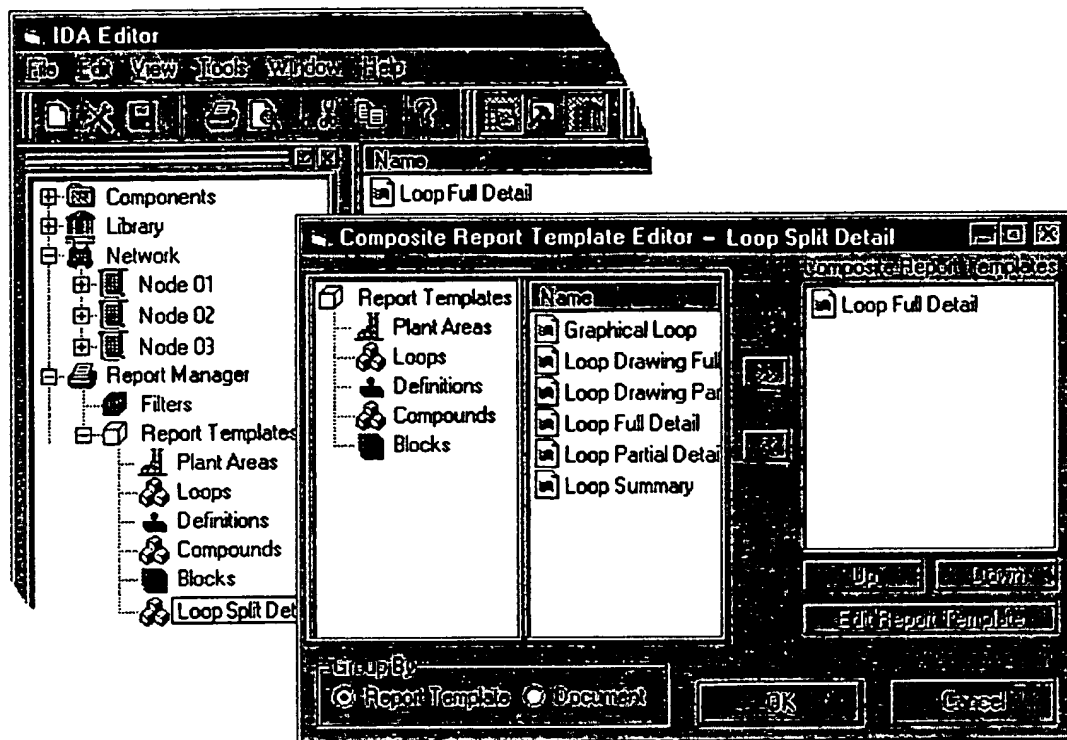 IDA Editor
File Edit View Tools Window Help
Name
Loop Full Detail
Components
Library
Network
Node 01
Node 02
Node 03
Report Manager
Filters
Report Templates
Plant Areas
Loops
Definitions
Compounds
Blocks
Loop Split Det
Composite Report Template Editor – Loop Split Detail
Report Templates
Plant Areas
Loops
Definitions
Compounds
Blocks
Name
Graphical Loop
Loop Drawing Full
Loop Drawing Par
Loop Full Detail
Loop Partial Detai
Loop Summary
Composite Report Templates
Loop Full Detail
Up Down
Edit Report Template
Group By
Report Template Document
OK Cancel